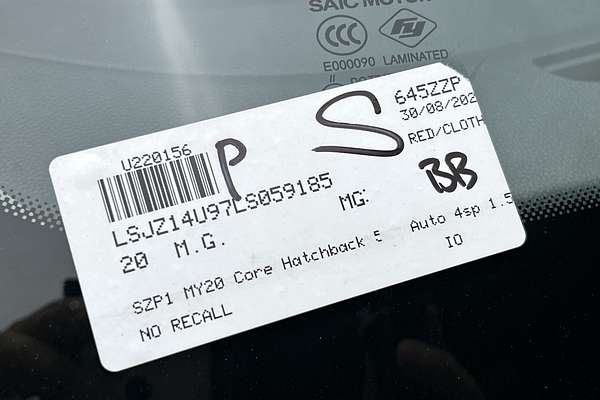 SAIC MOTOR
CCC
E000090 LAMINATED
645ZZP
30/08/202
RED/CLOTH
S
P
BB
U220156
LSJZ14U97LS059185
20 M.G.
MG:
SZP1 MY20 Core Hatchback 5 Auto 4sp 1.5
NO RECALL
IO